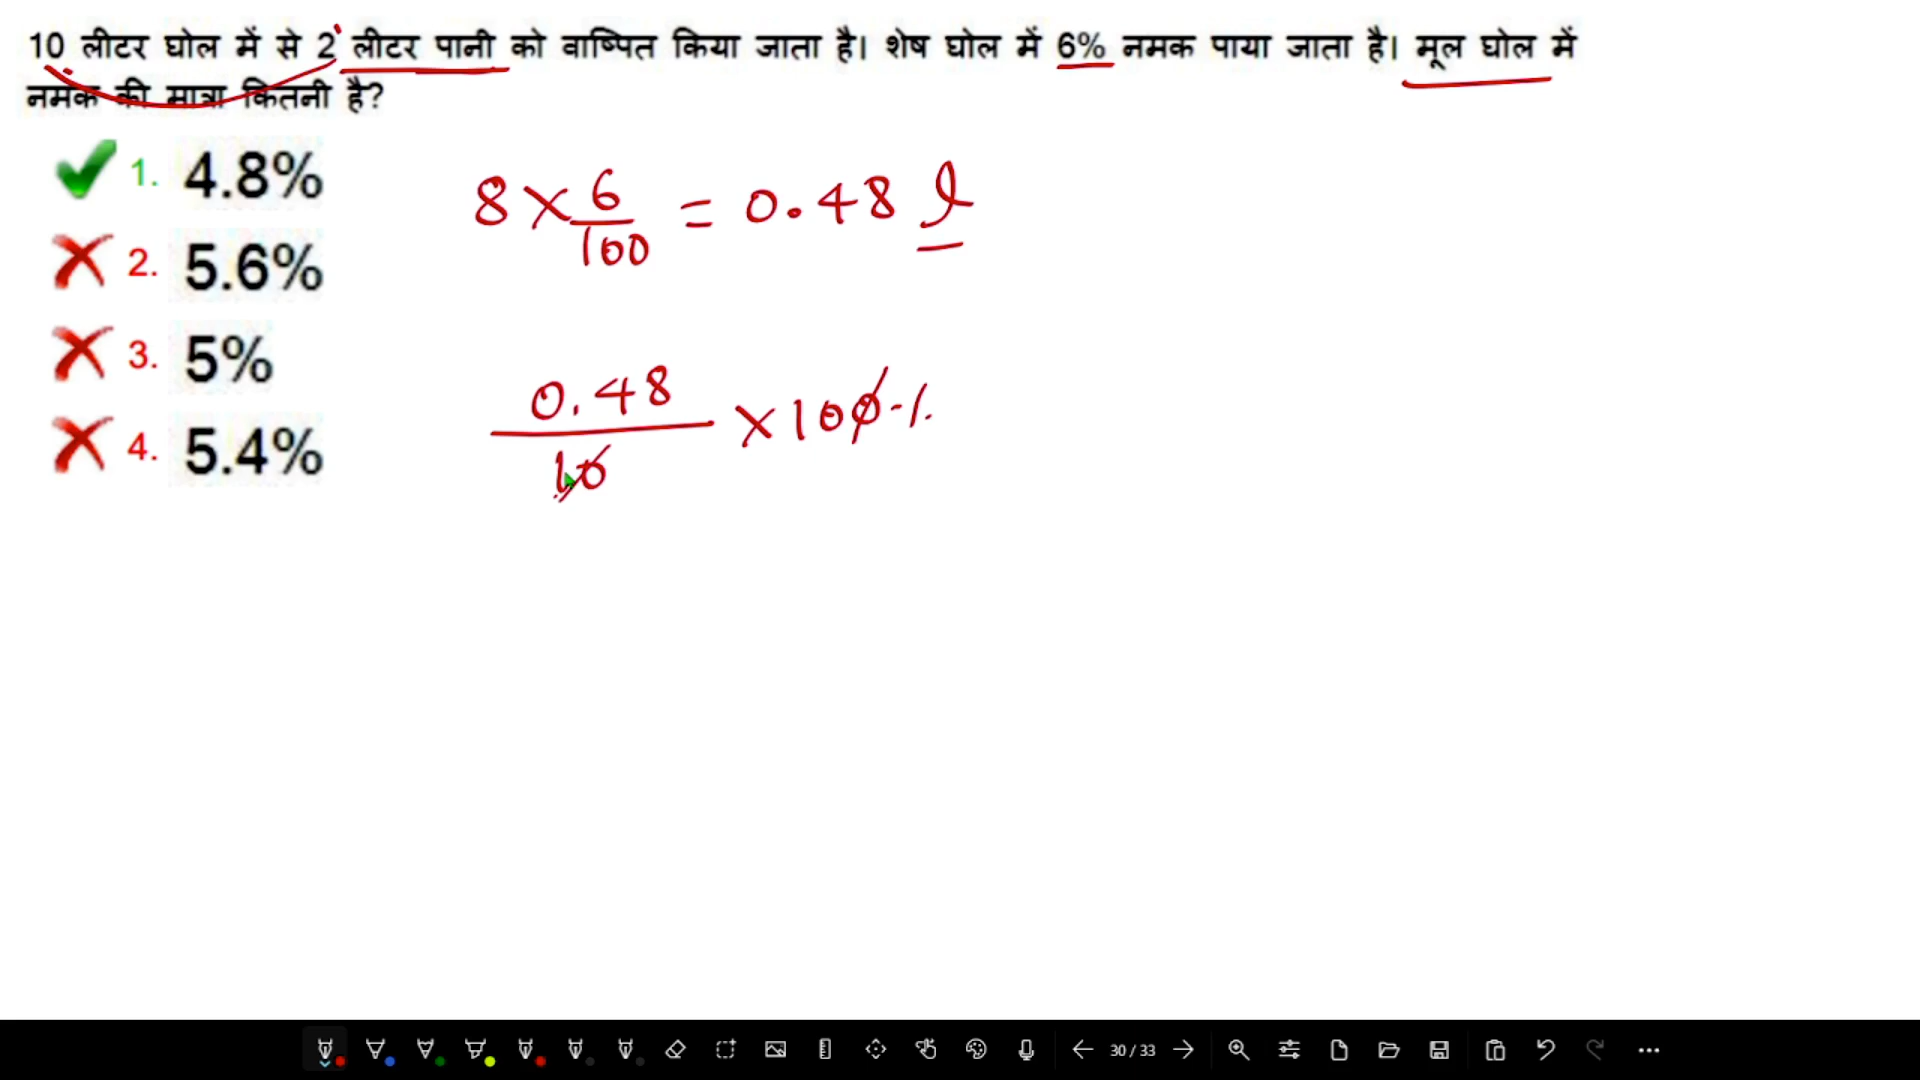 10 लीटर घोल में से 2 लीटर पानी को वाष्पित किया जाता है। शेष घोल में 6% नमक पाया जाता है। मूल घोल में
नमक की मात्रा कितनी है?
1. 4.8%
2. 5.6%
3. 5%
4. 5.4%
8 × 6/100 = 0.48 l
0.48/10 × 100 %
30 / 33